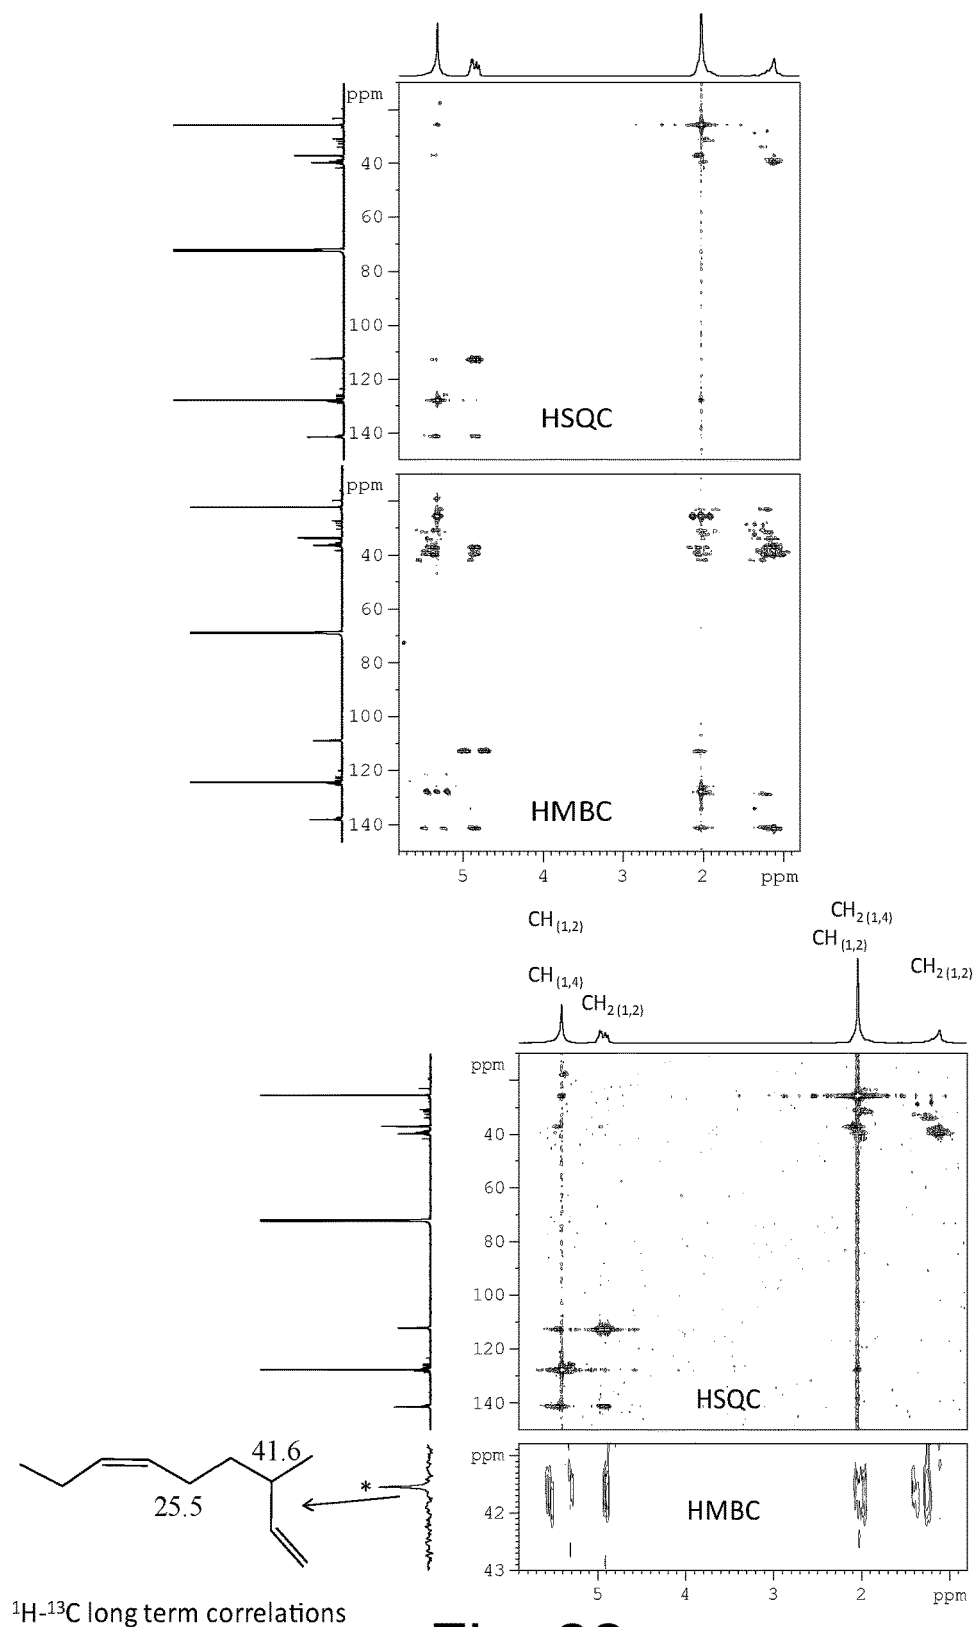 ppm
40
60
80
100
120
140
HSQC
ppm
40
60
80
100
120
140
HMBC
5 4 3 2 ppm
CH (1,2)
CH2 (1,4)
CH (1,2)
CH2 (1,2)
CH (1,4)
CH2 (1,2)
ppm
40
60
80
100
120
140
HSQC
41.6
25.5
*
ppm
42
43
HMBC
5 4 3 2 ppm
1H-13C long term correlations